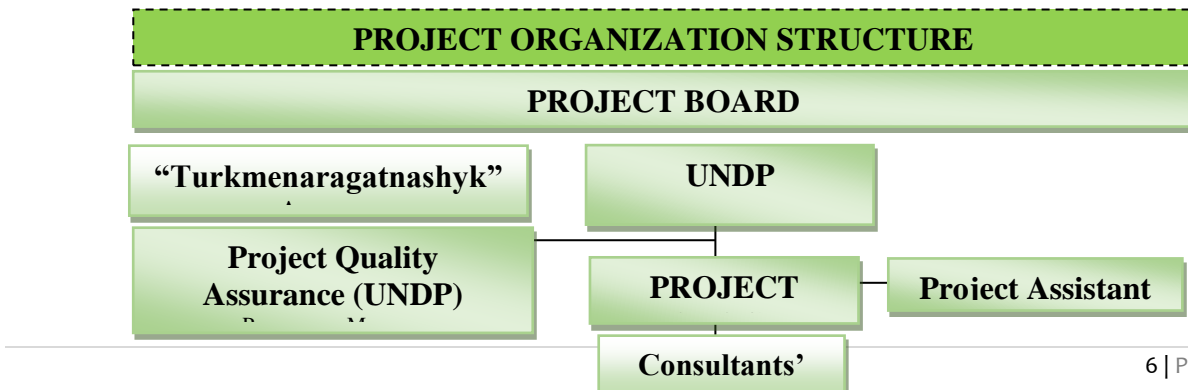 PROJECT ORGANIZATION STRUCTURE
PROJECT BOARD
“Turkmenaragatnashyk”
UNDP
Project Quality
Assurance (UNDP)
PROJECT
Project Assistant
Consultants’
6 | P